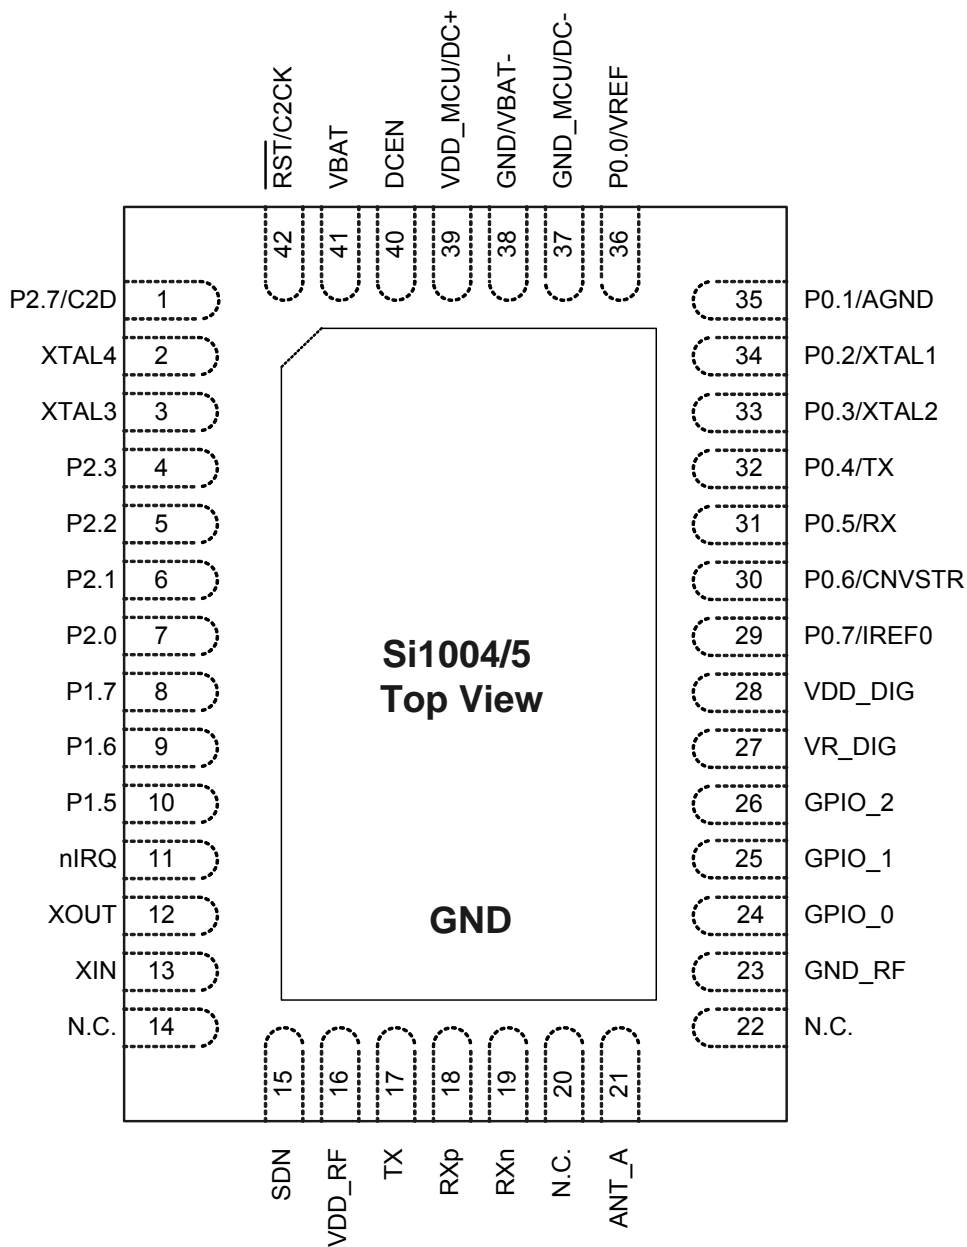 RST/C2CK
VBAT
DCEN
VDD_MCU/DC+
GND/VBAT-
GND_MCU/DC-
P0.0/VREF
42
41
40
39
38
37
36
P2.7/C2D 1
XTAL4 2
XTAL3 3
P2.3 4
P2.2 5
P2.1 6
P2.0 7
P1.7 8
P1.6 9
P1.5 10
nIRQ 11
XOUT 12
XIN 13
N.C. 14
Si1004/5
Top View
GND
35 P0.1/AGND
34 P0.2/XTAL1
33 P0.3/XTAL2
32 P0.4/TX
31 P0.5/RX
30 P0.6/CNVSTR
29 P0.7/IREF0
28 VDD_DIG
27 VR_DIG
26 GPIO_2
25 GPIO_1
24 GPIO_0
23 GND_RF
22 N.C.
15
16
17
18
19
20
21
SDN
VDD_RF
TX
RXp
RXn
N.C.
ANT_A